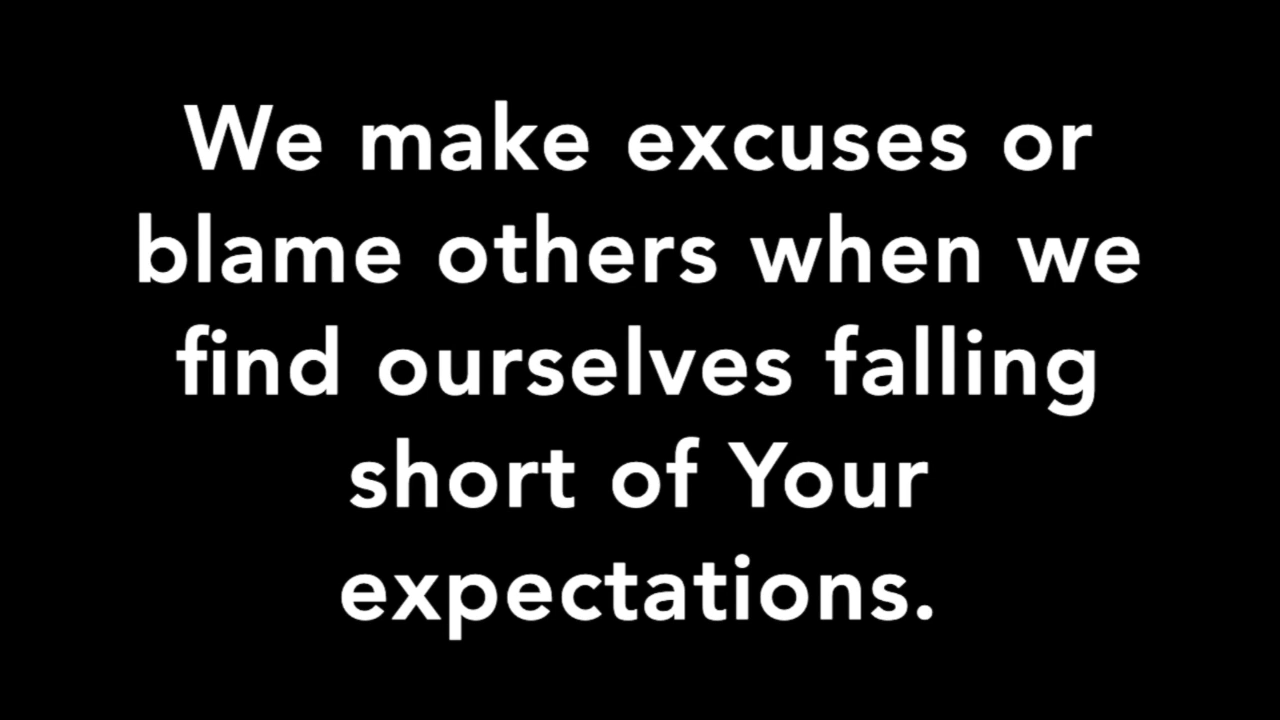 We make excuses or
blame others when we
find ourselves falling
short of Your
expectations.